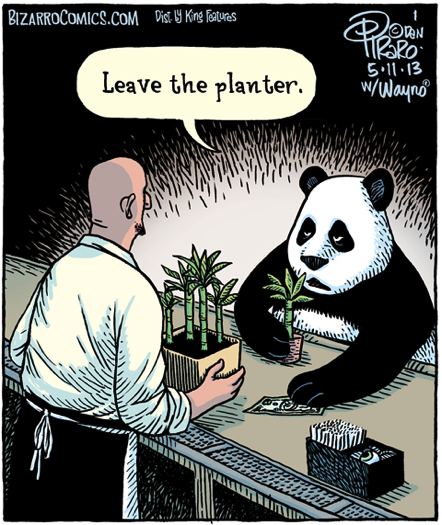 BIZARROCOMICS.COM Dist. by King Features
© DAN
PIRARO.
5·11·13
W/Wayno®
Leave the planter.